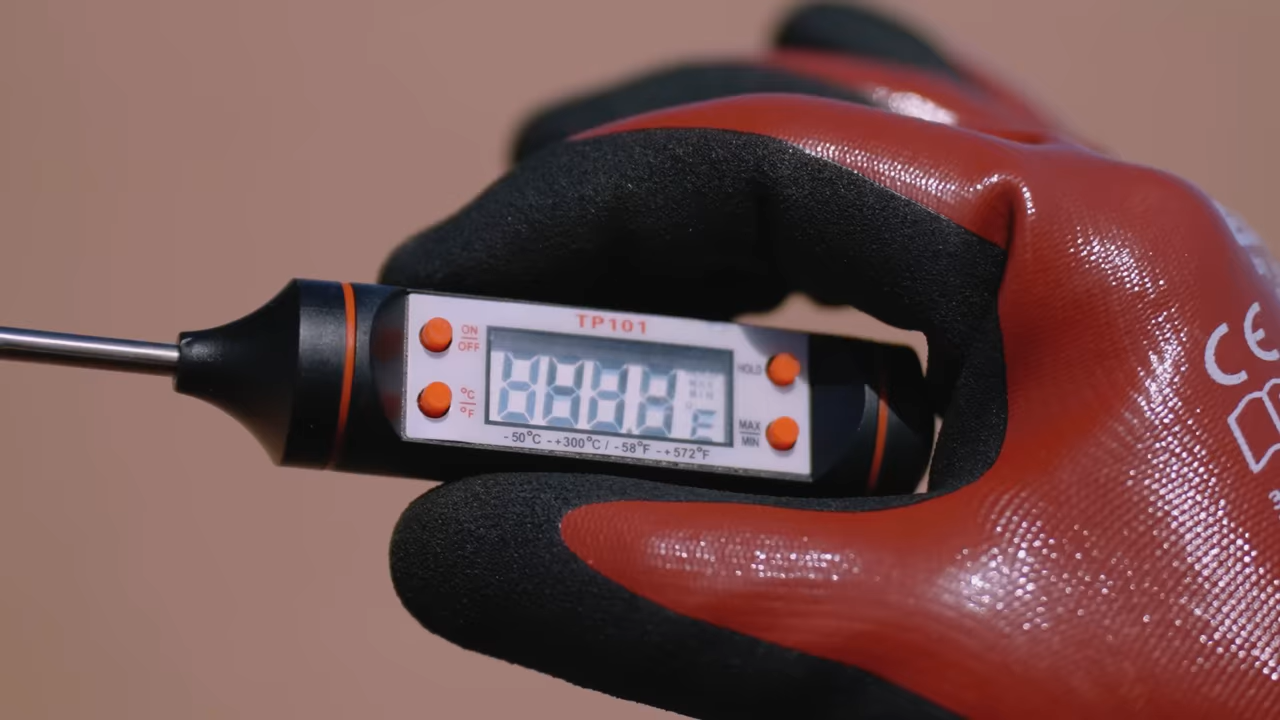 TP101
ON
OFF
°C
°F
HOLD
MAX
MIN
-50°C -+300°C / -58°F -+572°F
CE